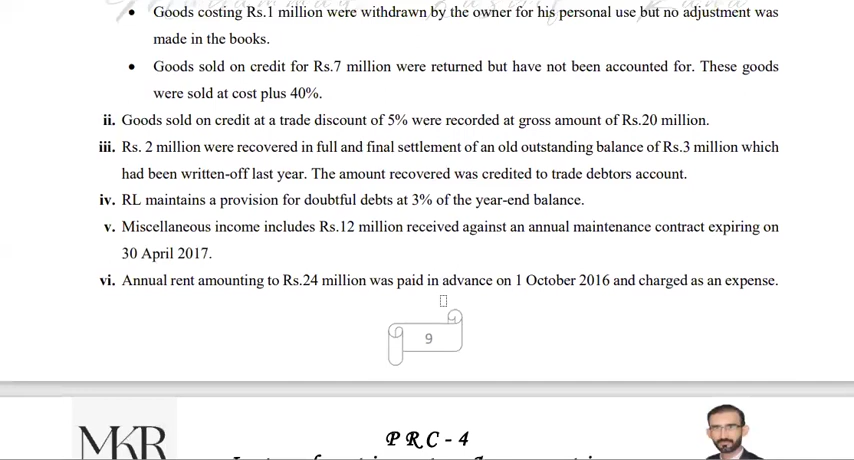 • Goods costing Rs.1 million were withdrawn by the owner for his personal use but no adjustment was
made in the books.
• Goods sold on credit for Rs.7 million were returned but have not been accounted for. These goods
were sold at cost plus 40%.
ii. Goods sold on credit at a trade discount of 5% were recorded at gross amount of Rs.20 million.
iii. Rs. 2 million were recovered in full and final settlement of an old outstanding balance of Rs.3 million which
had been written-off last year. The amount recovered was credited to trade debtors account.
iv. RL maintains a provision for doubtful debts at 3% of the year-end balance.
v. Miscellaneous income includes Rs.12 million received against an annual maintenance contract expiring on
30 April 2017.
vi. Annual rent amounting to Rs.24 million was paid in advance on 1 October 2016 and charged as an expense.
9
MKR
PRC - 4